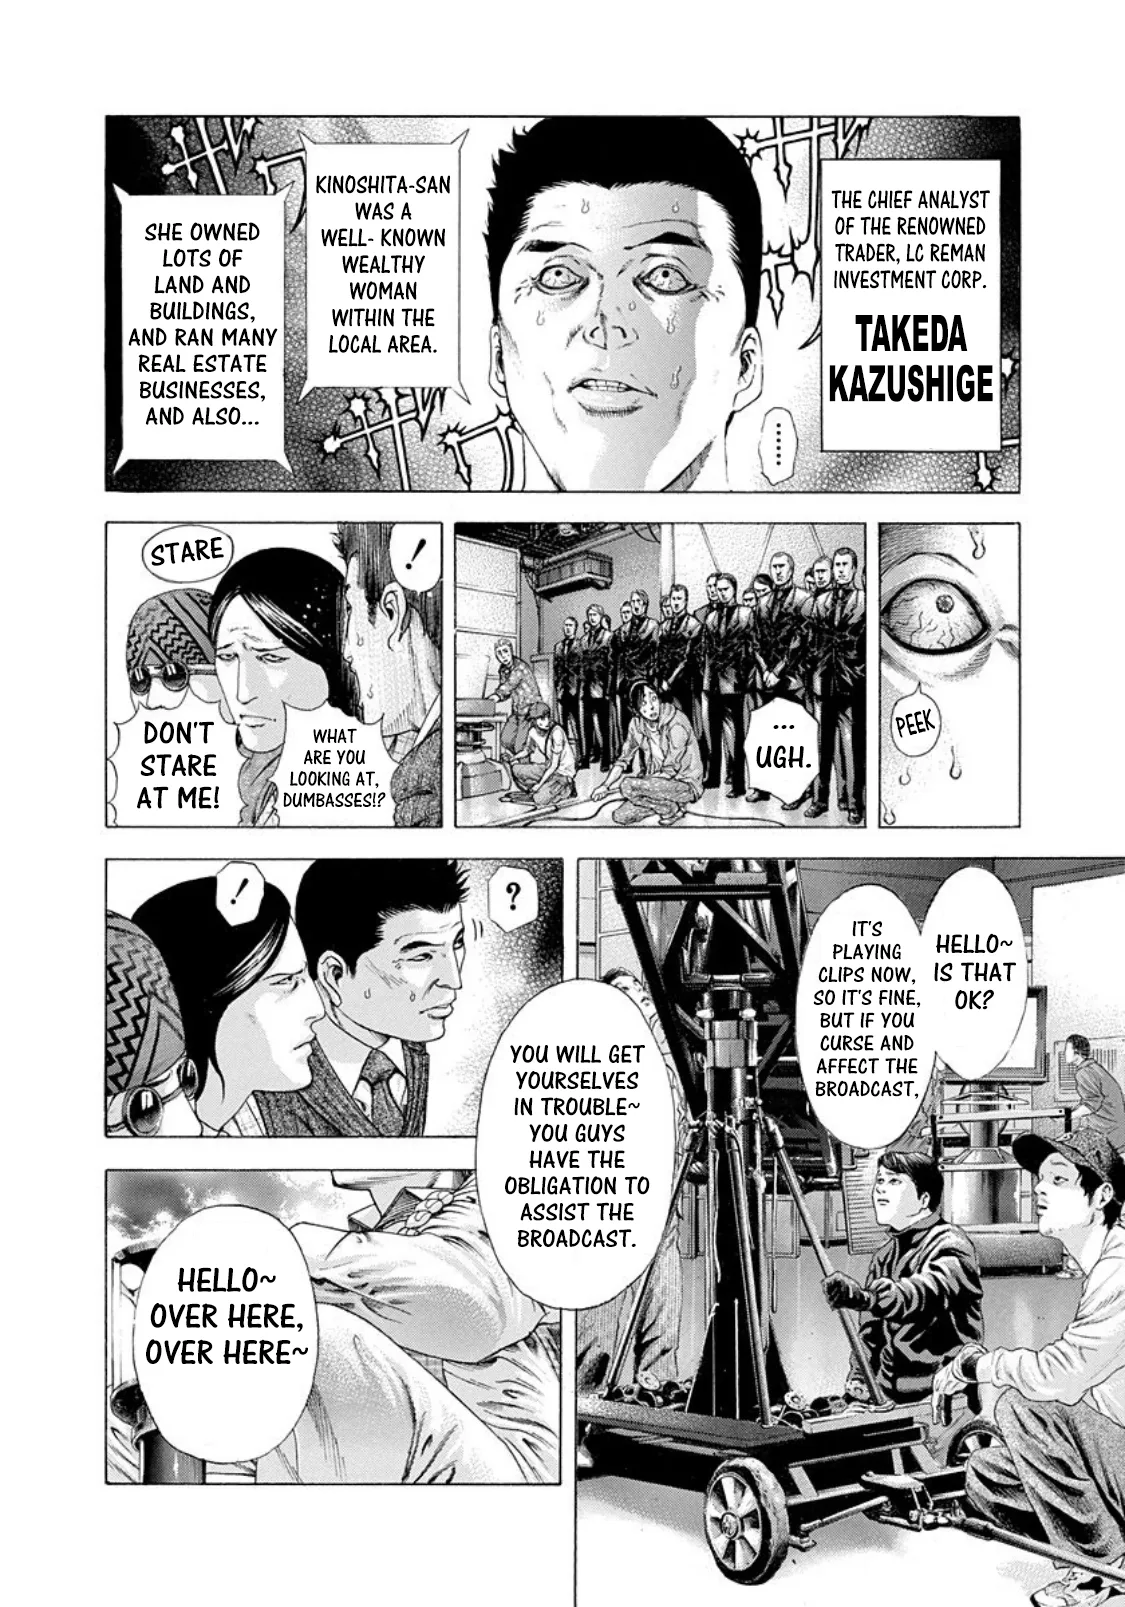 THE CHIEF ANALYST
OF THE RENOWNED
TRADER, LC REMAN
INVESTMENT CORP.
TAKEDA
KAZUSHIGE
……
KINOSHITA-SAN
WAS A
WELL- KNOWN
WEALTHY
WOMAN
WITHIN THE
LOCAL AREA.
SHE OWNED
LOTS OF
LAND AND
BUILDINGS,
AND RAN MANY
REAL ESTATE
BUSINESSES,
AND ALSO...
PEEK
...
UGH.
!
STARE
WHAT
ARE YOU
LOOKING AT,
DUMBASSES!?
DON'T
STARE
AT ME!
HELLO~
IS THAT
OK?
IT'S
PLAYING
CLIPS NOW,
SO IT'S FINE,
BUT IF YOU
CURSE AND
AFFECT THE
BROADCAST,
YOU WILL GET
YOURSELVES
IN TROUBLE~
YOU GUYS
HAVE THE
OBLIGATION TO
ASSIST THE
BROADCAST.
?
!
HELLO~
OVER HERE,
OVER HERE~